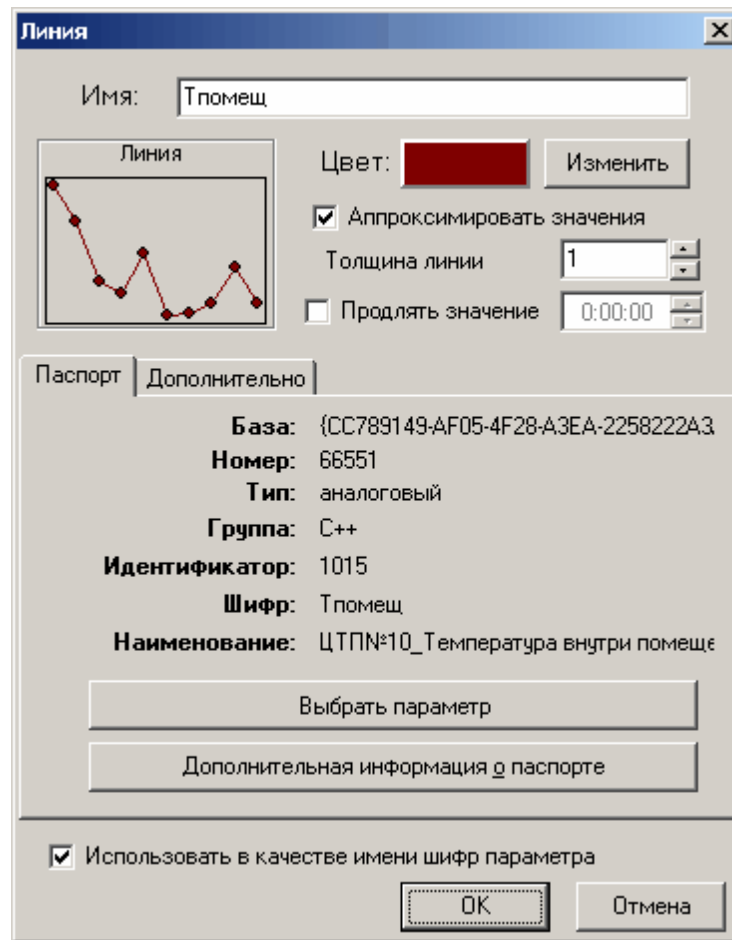 Линия
Имя: Тпомещ
Линия
Цвет: Изменить
Аппроксимировать значения
Толщина линии 1
Продлять значение 0:00:00
Паспорт Дополнительно
База: {CC789149-AF05-4F28-A3EA-2258222A3
Номер: 66551
Тип: аналоговый
Группа: C++
Идентификатор: 1015
Шифр: Тпомещ
Наименование: ЦТП№10_Температура внутри помеще
Выбрать параметр
Дополнительная информация о паспорте
Использовать в качестве имени шифр параметра
OK Отмена